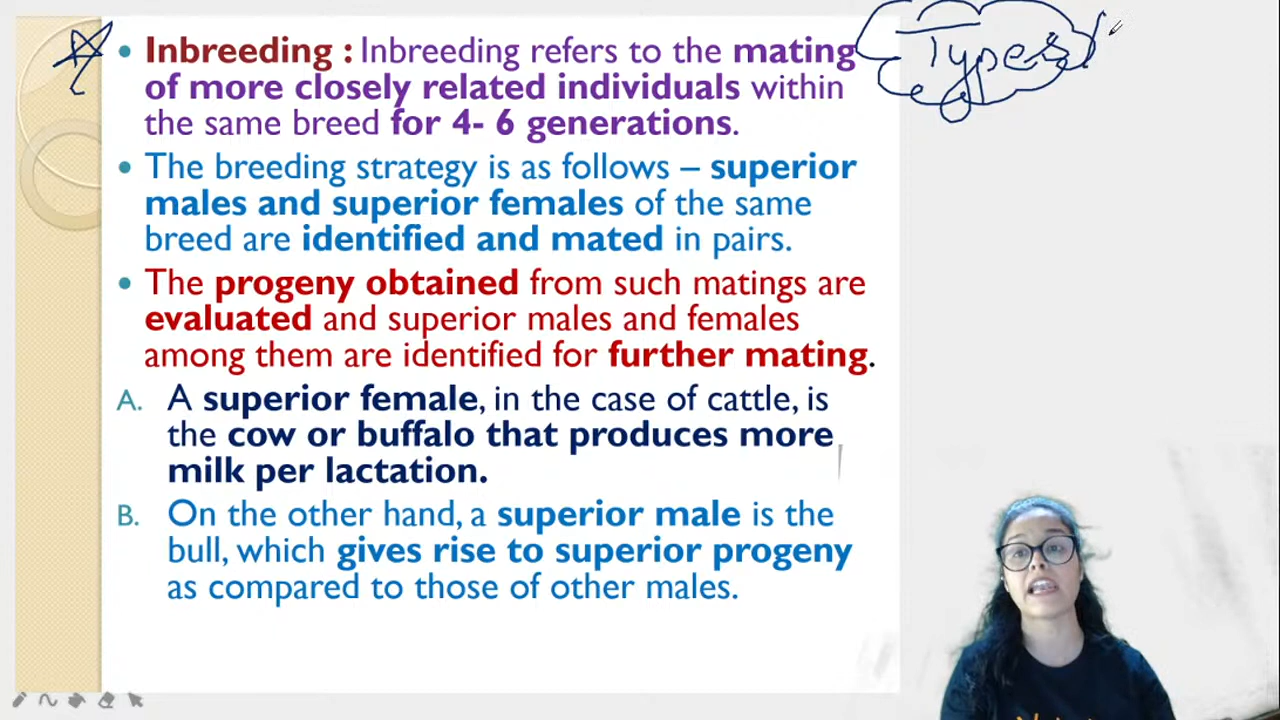 Inbreeding : Inbreeding refers to the mating
of more closely related individuals within
the same breed for 4- 6 generations.
The breeding strategy is as follows – superior
males and superior females of the same
breed are identified and mated in pairs.
The progeny obtained from such matings are
evaluated and superior males and females
among them are identified for further mating.
A. A superior female, in the case of cattle, is
the cow or buffalo that produces more
milk per lactation.
B. On the other hand, a superior male is the
bull, which gives rise to superior progeny
as compared to those of other males.
Types